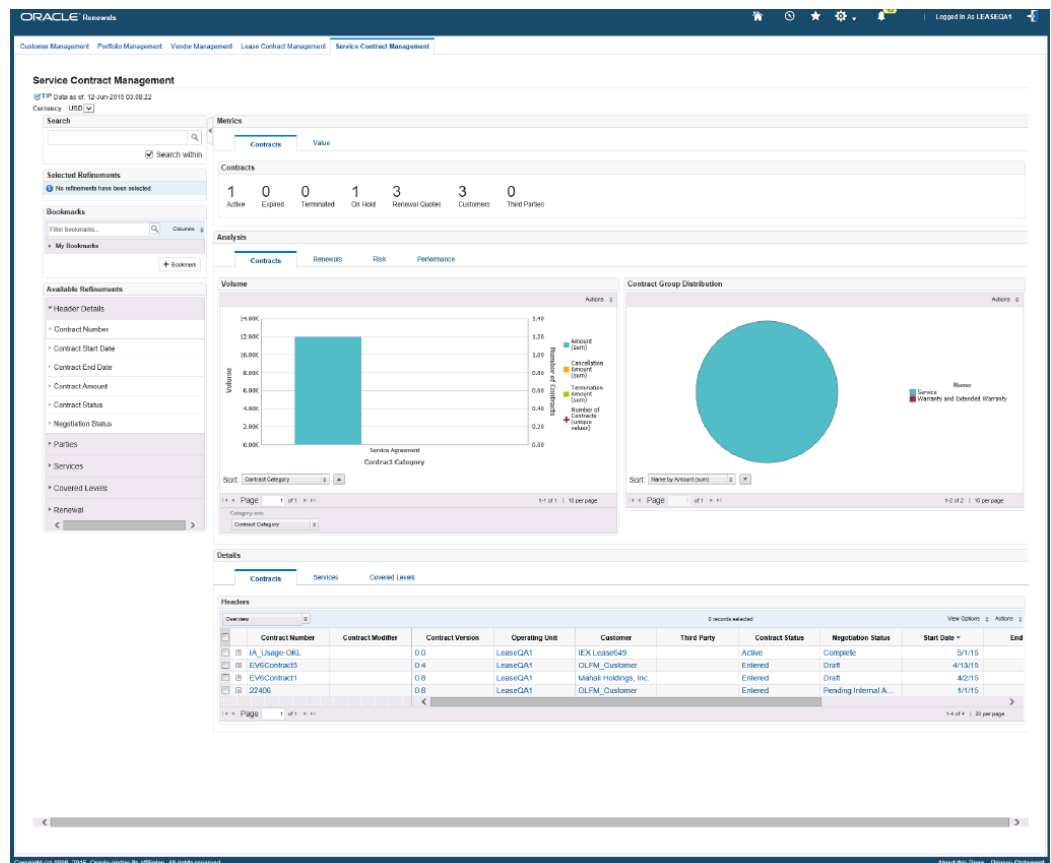 ORACLE Renewals
Logged In As LEASEQA1
Customer Management Portfolio Management Vendor Management Lease Contract Management Service Contract Management
Service Contract Management
TIP Data as of: 12-Jun-2015 03:08:22
Currency USD
Search
Search within
Selected Refinements
No refinements have been selected.
Bookmarks
Filter bookmarks... Columns
My Bookmarks
+ Bookmark
Available Refinements
Header Details
Contract Number
Contract Start Date
Contract End Date
Contract Amount
Contract Status
Negotiation Status
Parties
Services
Covered Levels
Renewal
Metrics
Contracts Value
Contracts
1 0 0 1 3 3 0
Active Expired Terminated On Hold Renewal Quotes Customers Third Parties
Analysis
Contracts Renewals Risk Performance
Volume
Actions
14.00K 1.40
12.00K 1.20
10.00K 1.00
8.00K 0.80
6.00K 0.60
4.00K 0.40
2.00K 0.20
0.00K 0.00
Volume
Number of Contracts
Service Agreement
Contract Category
Amount (sum)
Cancellation Amount (sum)
Termination Amount (sum)
Number of Contracts (unique values)
Sort: Contract Category
Page 1 of 1 1-1 of 1 10 per page
Category axis
Contract Category
Contract Group Distribution
Actions
Name
Service
Warranty and Extended Warranty
Sort: Name by Amount (sum)
Page 1 of 1 1-2 of 2 10 per page
Details
Contracts Services Covered Levels
Headers
Overview 0 records selected View Options Actions
Contract Number Contract Modifier Contract Version Operating Unit Customer Third Party Contract Status Negotiation Status Start Date End
IA_Usage-OKL 0.0 LeaseQA1 IEX Lease649 Active Complete 5/1/15
EV6Contract5 0.4 LeaseQA1 OLFM_Customer Entered Draft 4/13/15
EV6Contract1 0.8 LeaseQA1 Mahali Holdings, Inc. Entered Draft 4/2/15
22406 0.8 LeaseQA1 OLFM_Customer Entered Pending Internal A... 1/1/15
Page 1 of 1 1-4 of 4 20 per page